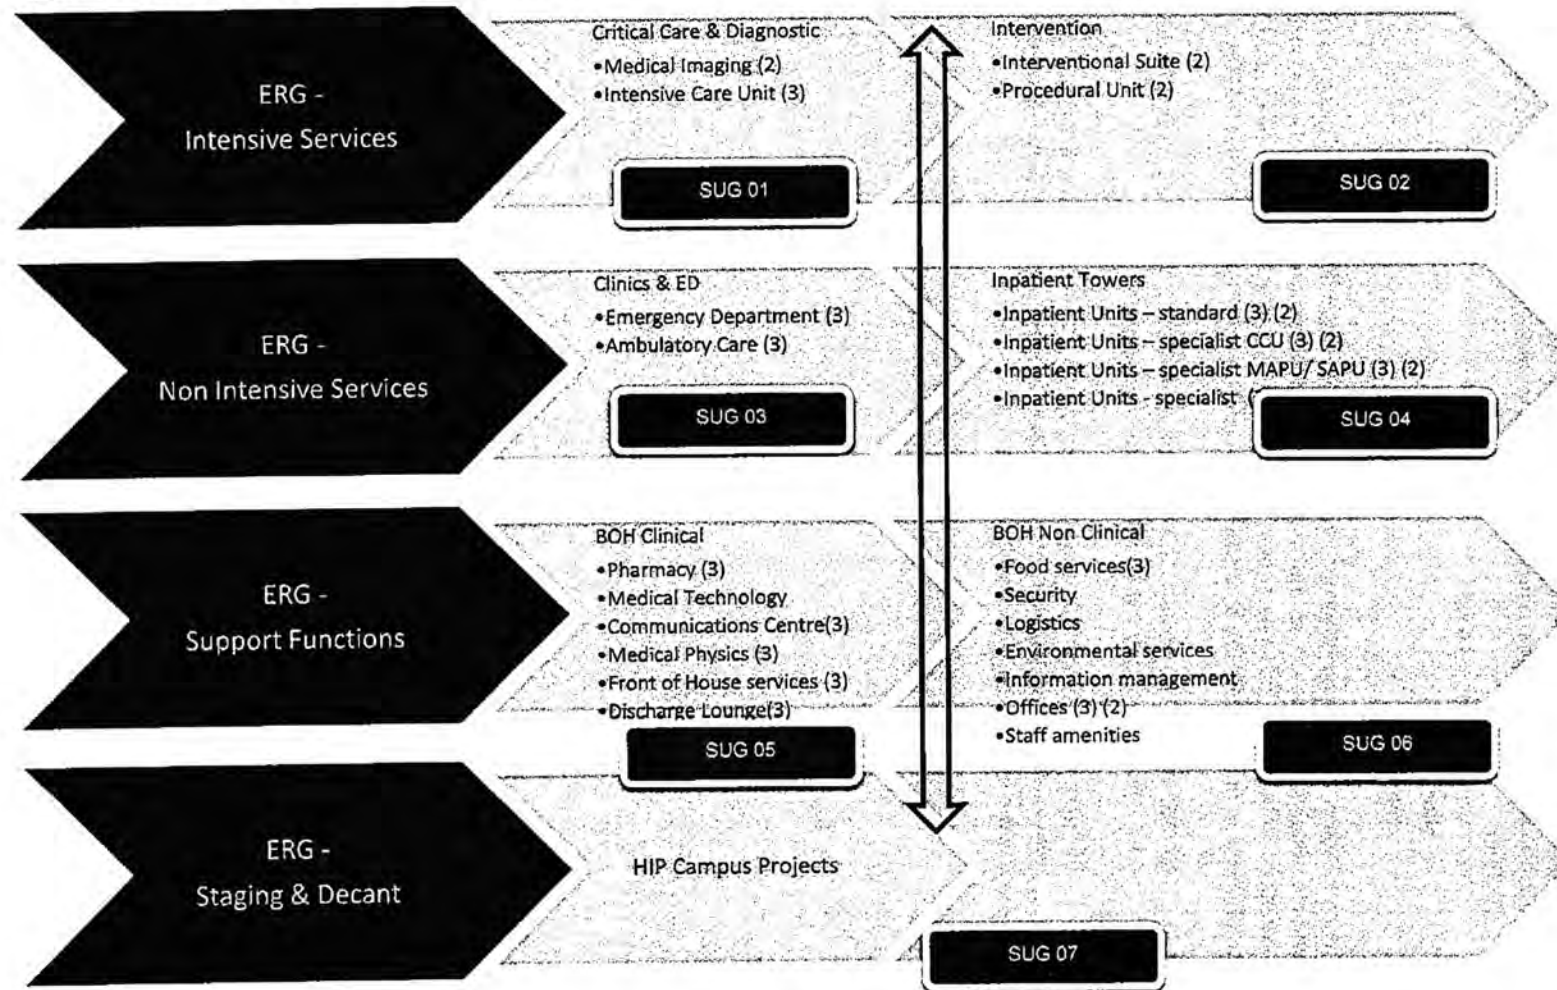 ERG -
Intensive Services
Critical Care & Diagnostic
•Medical Imaging (2)
•Intensive Care Unit (3)
SUG 01
Intervention
•Interventional Suite (2)
•Procedural Unit (2)
SUG 02
ERG -
Non Intensive Services
Clinics & ED
•Emergency Department (3)
•Ambulatory Care (3)
SUG 03
Inpatient Towers
•Inpatient Units – standard (3) (2)
•Inpatient Units – specialist CCU (3) (2)
•Inpatient Units – specialist MAPU/ SAPU (3) (2)
•Inpatient Units - specialist (
SUG 04
ERG -
Support Functions
BOH Clinical
•Pharmacy (3)
•Medical Technology
•Communications Centre(3)
•Medical Physics (3)
•Front of House services (3)
•Discharge Lounge(3)
SUG 05
BOH Non Clinical
•Food services(3)
•Security
•Logistics
•Environmental services
•Information management
•Offices (3) (2)
•Staff amenities
SUG 06
ERG -
Staging & Decant
HIP Campus Projects
SUG 07